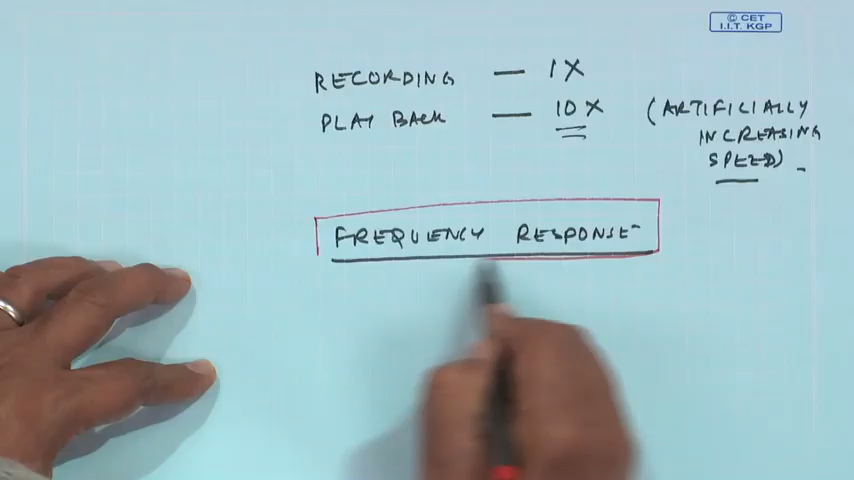 © CET
I.I.T. KGP
RECORDING — 1X
PLAY BACK — 10X (ARTIFICIALLY
INCREASING
SPEED)
FREQUENCY RESPONSE